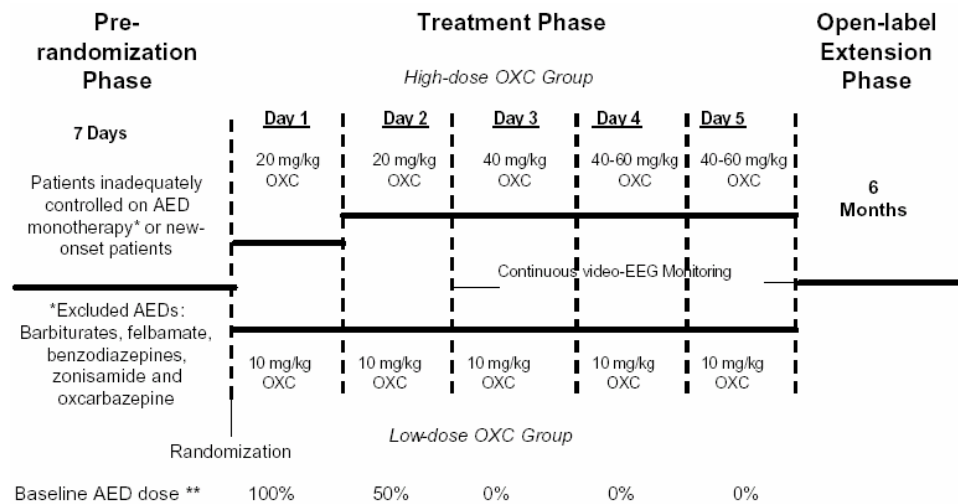 Pre-
randomization
Phase
Treatment Phase
Open-label
Extension
Phase
High-dose OXC Group
7 Days
Day 1
Day 2
Day 3
Day 4
Day 5
20 mg/kg
OXC
20 mg/kg
OXC
40 mg/kg
OXC
40-60 mg/kg
OXC
40-60 mg/kg
OXC
Patients inadequately
controlled on AED
monotherapy* or new-
onset patients
6
Months
Continuous video-EEG Monitoring
*Excluded AEDs:
Barbiturates, felbamate,
benzodiazepines,
zonisamide and
oxcarbazepine
10 mg/kg
OXC
10 mg/kg
OXC
10 mg/kg
OXC
10 mg/kg
OXC
10 mg/kg
OXC
Randomization
Low-dose OXC Group
Baseline AED dose ** 100% 50% 0% 0% 0%